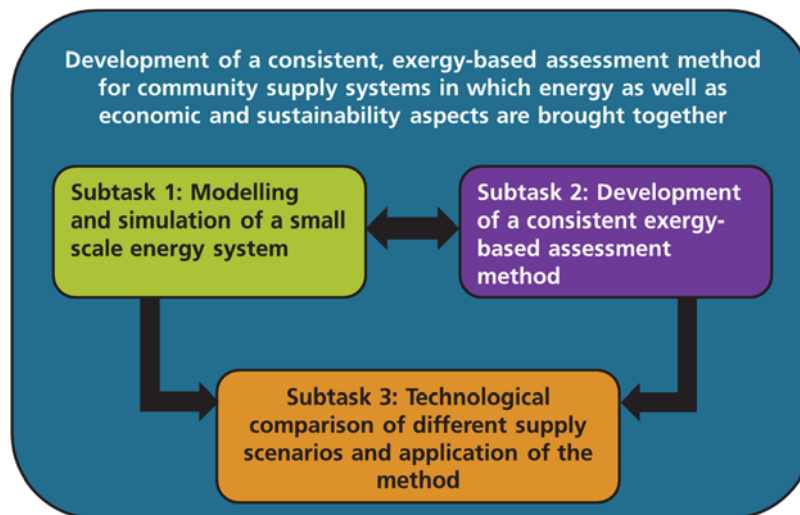 Development of a consistent, exergy-based assessment method
for community supply systems in which energy as well as
economic and sustainability aspects are brought together
Subtask 1: Modelling
and simulation of a small
scale energy system
Subtask 2: Development
of a consistent exergy-
based assessment
method
Subtask 3: Technological
comparison of different supply
scenarios and application of the
method